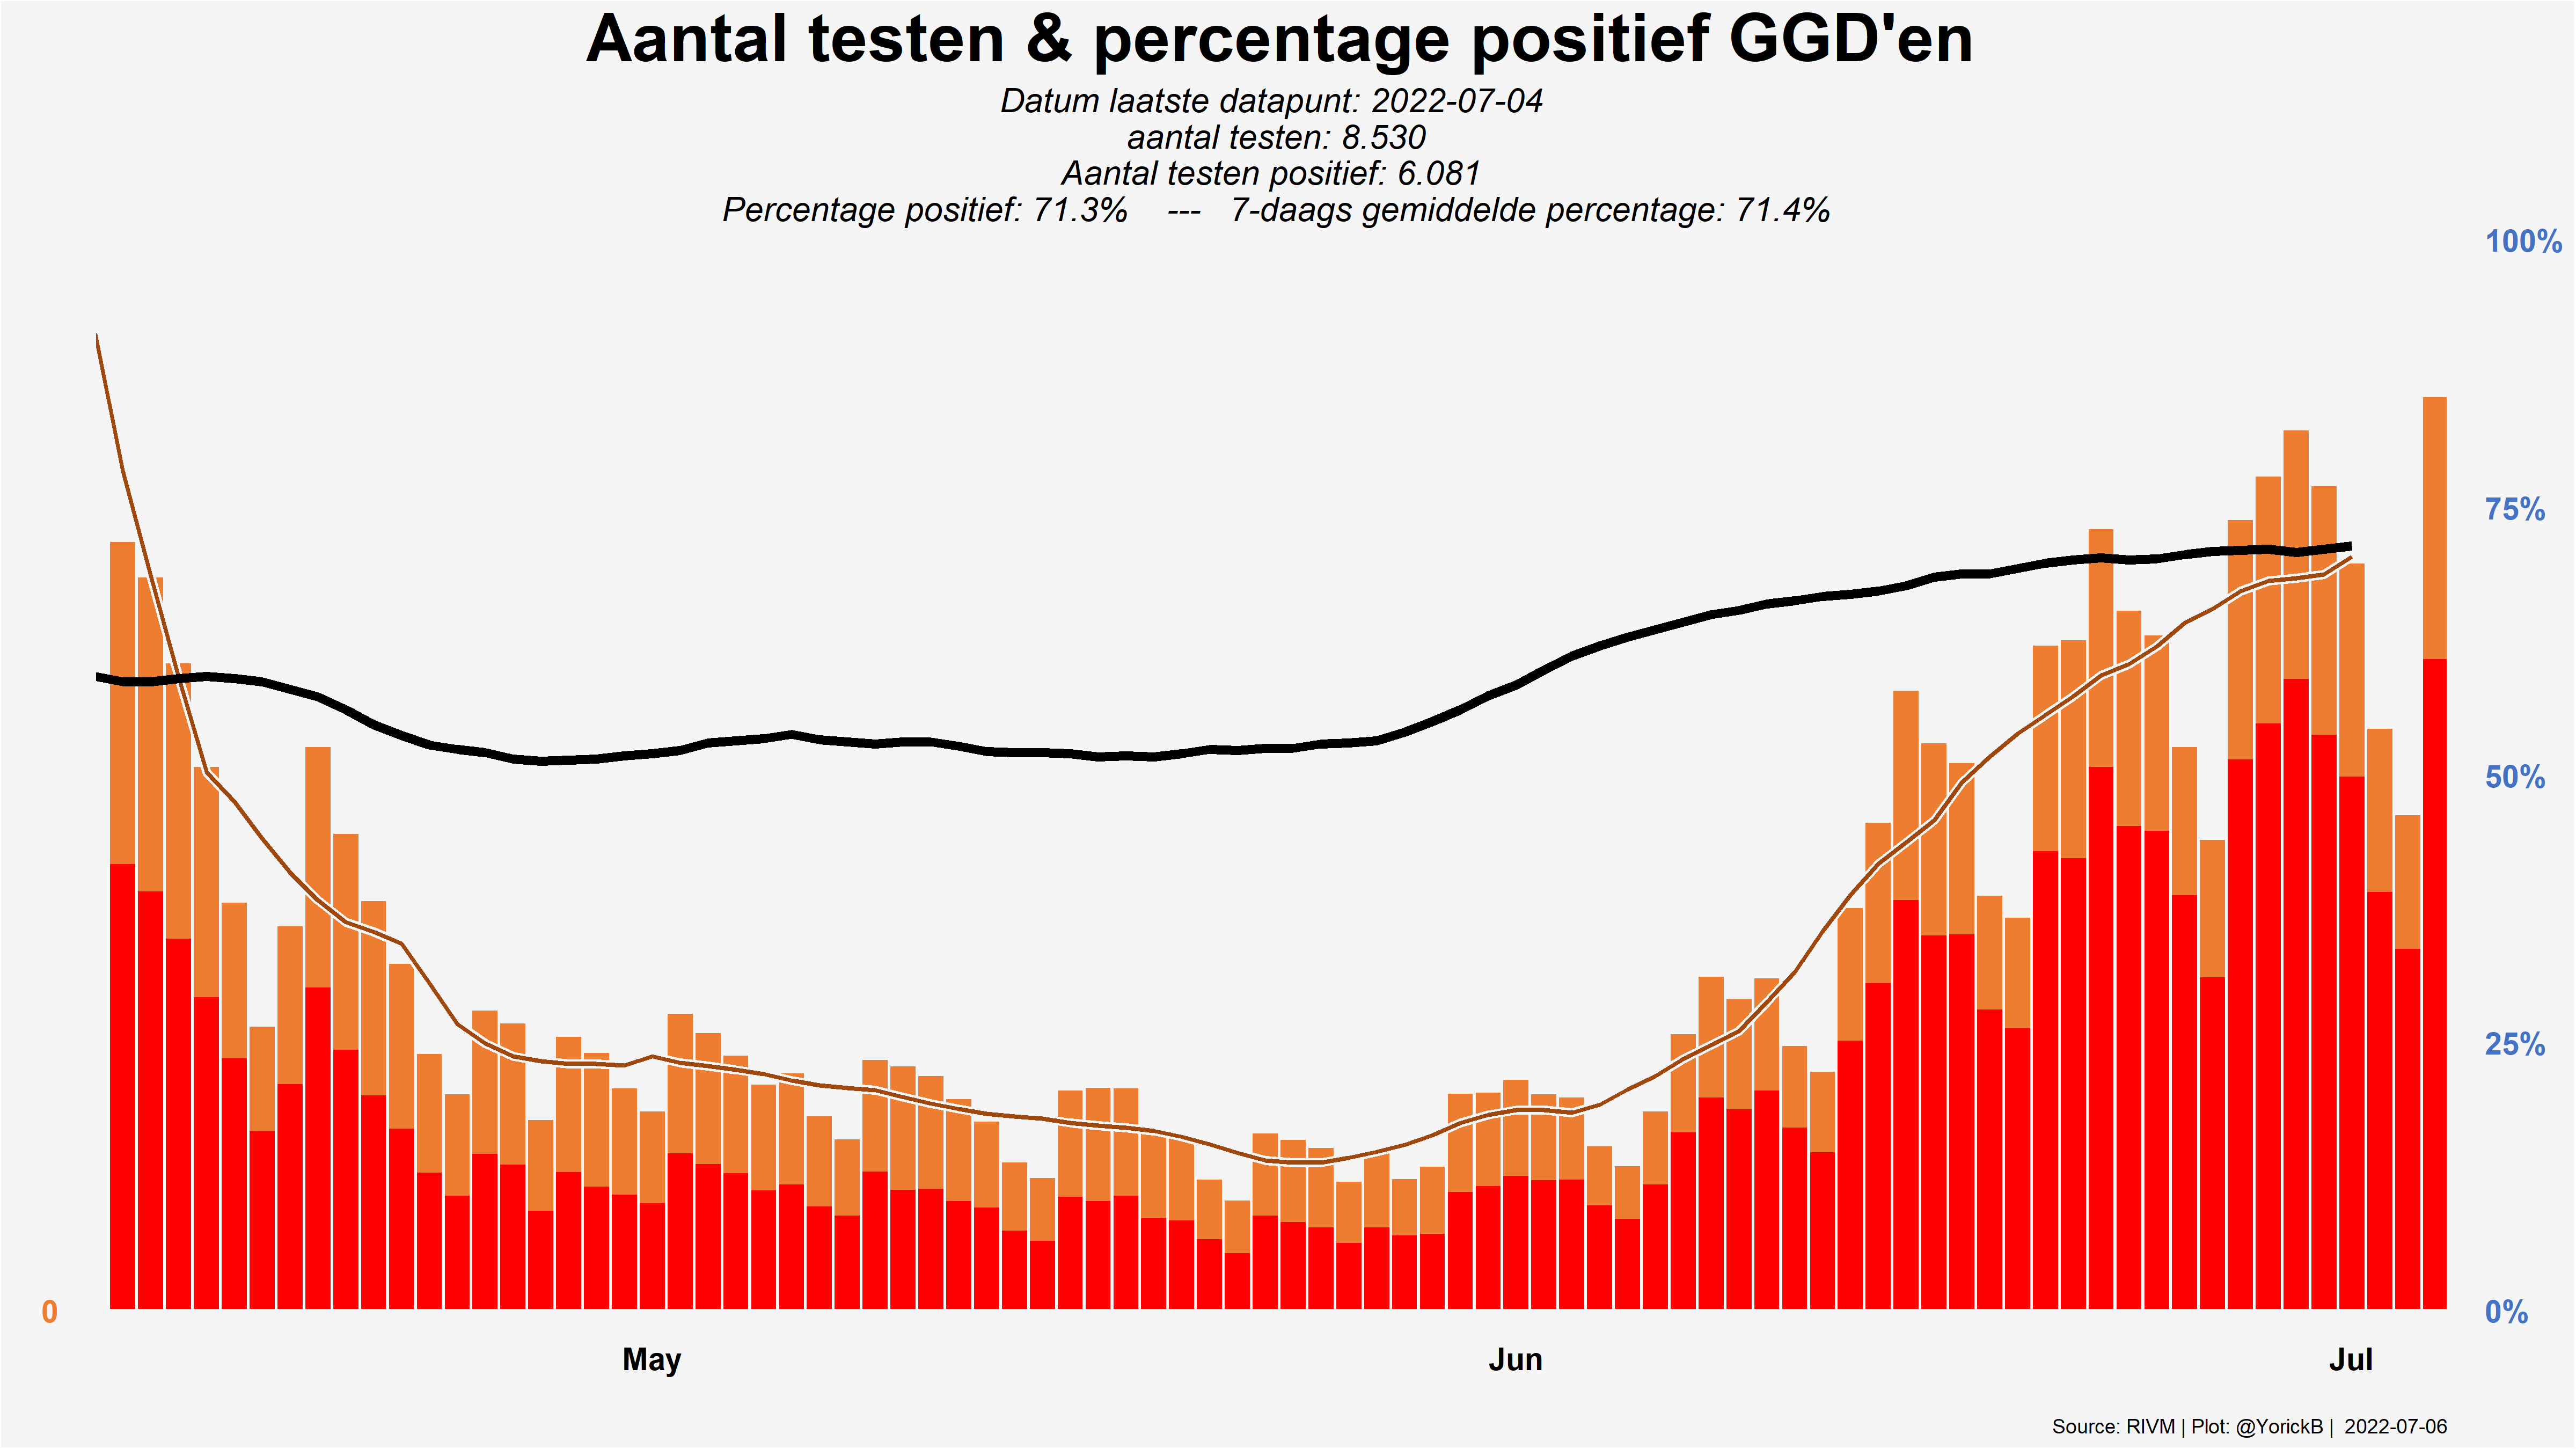 Aantal testen & percentage positief GGD'en
Datum laatste datapunt: 2022-07-04
aantal testen: 8.530
Aantal testen positief: 6.081
Percentage positief: 71.3% --- 7-daags gemiddelde percentage: 71.4%
100%
75%
50%
25%
0
0%
May
Jun
Jul
Source: RIVM | Plot: @YorickB | 2022-07-06